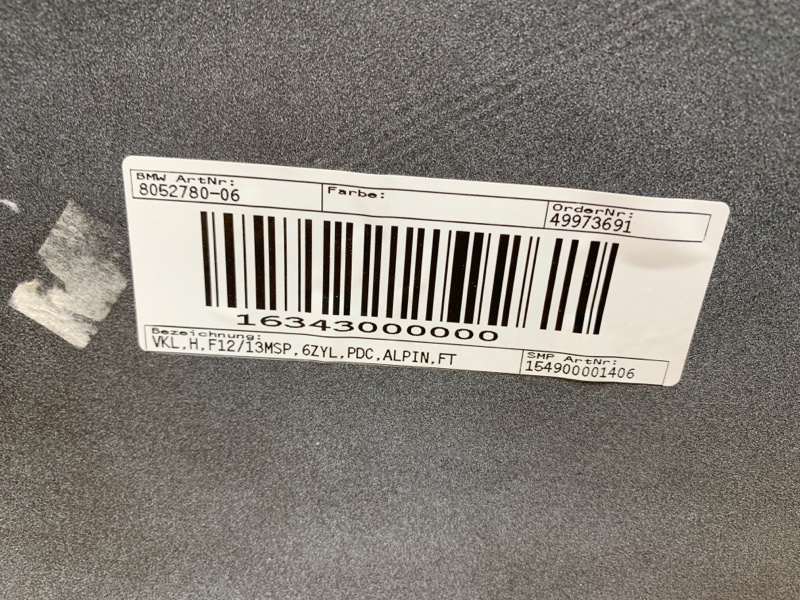 BMW ArtNr:
8052780-06
Farbe:
OrderNr:
49973691
16343000000
Bezeichnung:
VKL,H,F12/13MSP,6ZYL,PDC,ALPIN,FT
SMP ArtNr:
154900001406